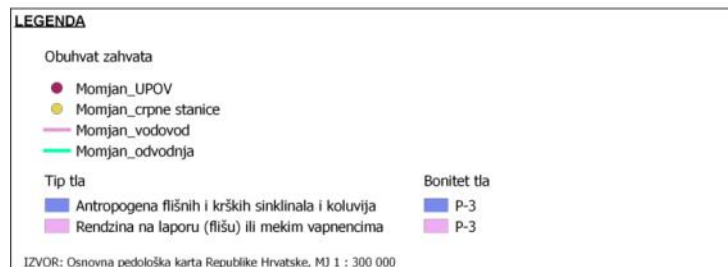 LEGENDA
Obuhvat zahvata
Momjan_UPOV
Momjan_crpne stanice
Momjan_vodovod
Momjan_odvodnja
Tip tla Bonitet tla
Antropogena flišnih i krških sinklinala i koluvija P-3
Rendzina na laporu (flišu) ili mekim vapnencima P-3
IZVOR: Osnovna pedološka karta Republike Hrvatske, MJ 1 : 300 000